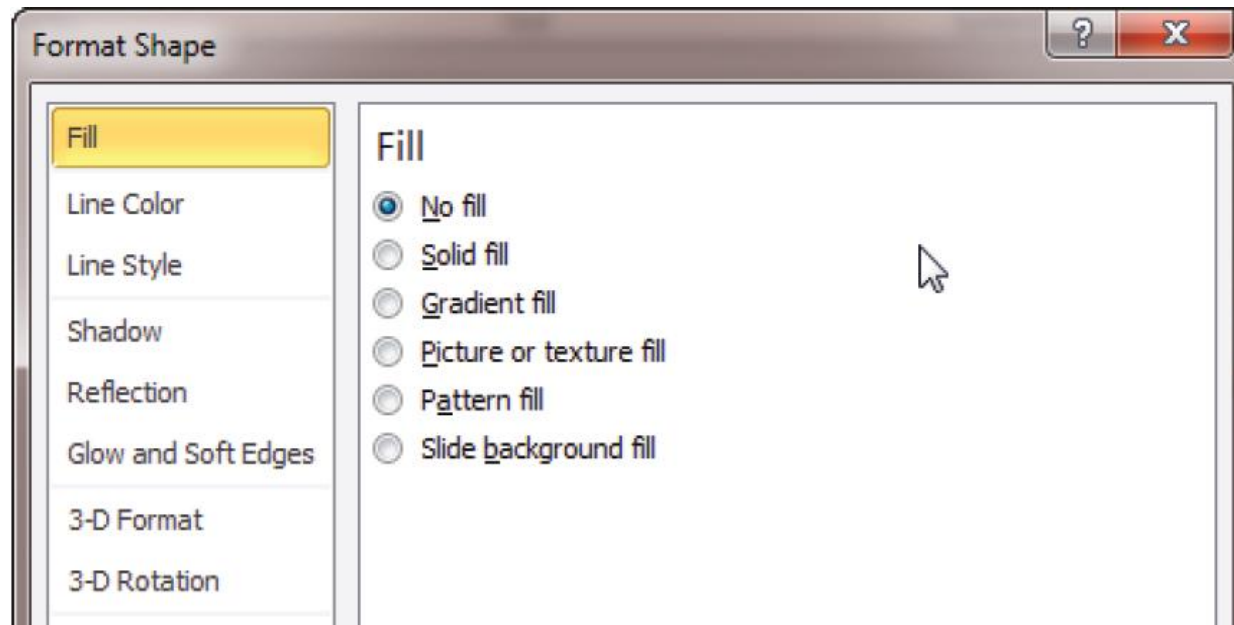 Format Shape
?
X
Fill
Line Color
Line Style
Shadow
Reflection
Glow and Soft Edges
3-D Format
3-D Rotation
Fill
No fill
Solid fill
Gradient fill
Picture or texture fill
Pattern fill
Slide background fill